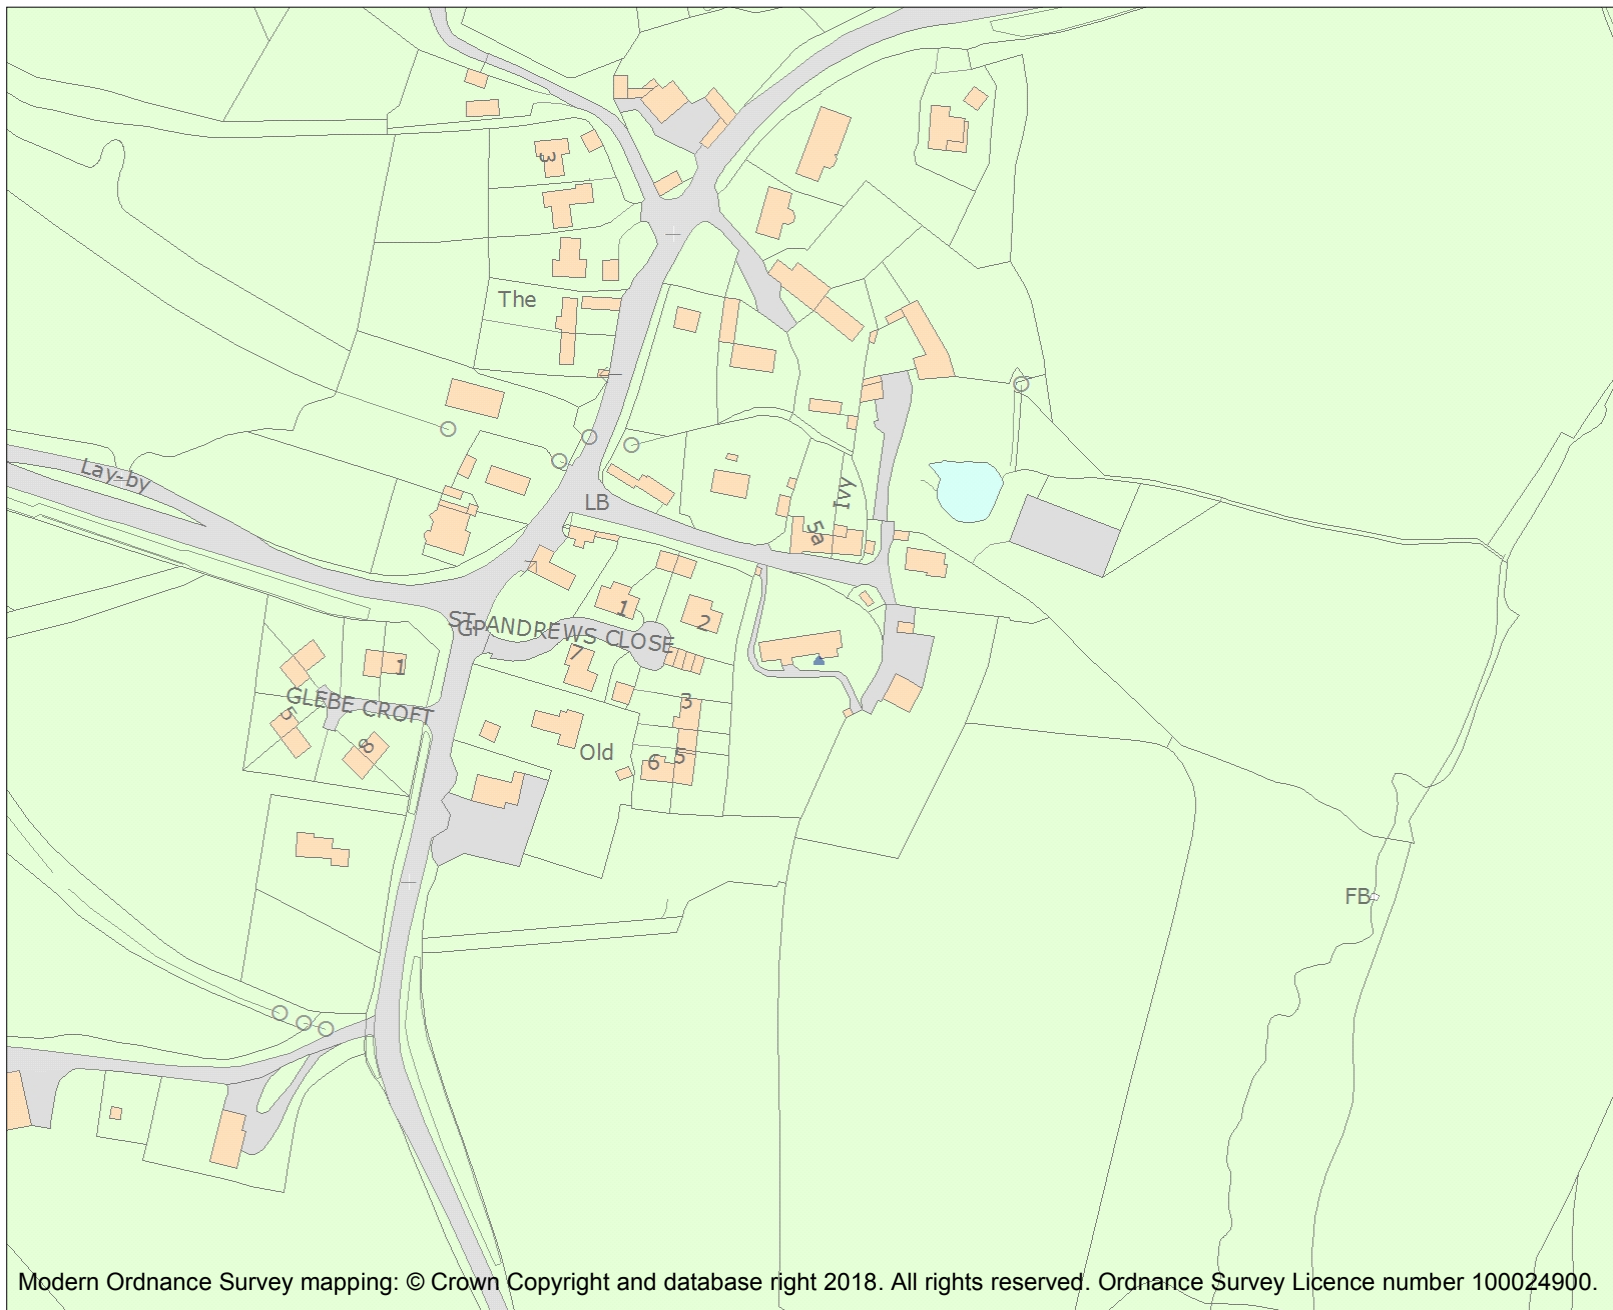 3
The
Lay-by
LB
Ivy
5a
1
2
ST ANDREWS CLOSE
GP
7
1
GLEBE CROFT
5
8
3
Old
6
5
FB
Modern Ordnance Survey mapping: © Crown Copyright and database right 2018. All rights reserved. Ordnance Survey Licence number 100024900.